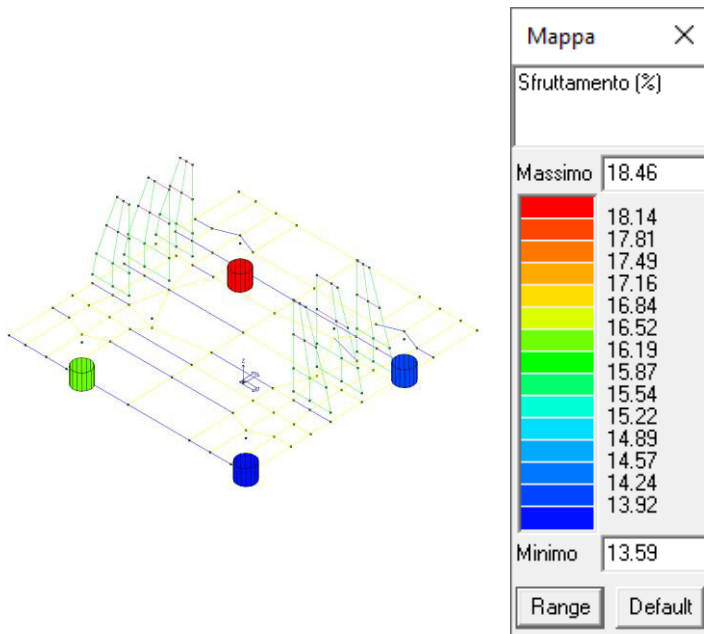 Mappa
Sfruttamento (%)
Massimo 18.46
18.14
17.81
17.49
17.16
16.84
16.52
16.19
15.87
15.54
15.22
14.89
14.57
14.24
13.92
Minimo 13.59
Range Default